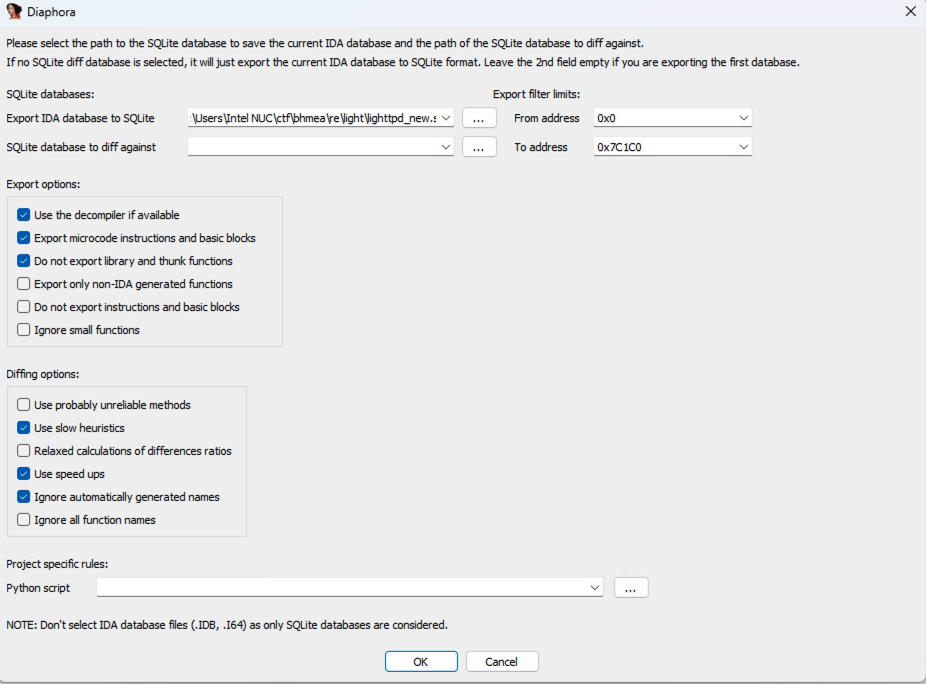 Diaphora
Please select the path to the SQLite database to save the current IDA database and the path of the SQLite database to diff against.
If no SQLite diff database is selected, it will just export the current IDA database to SQLite format. Leave the 2nd field empty if you are exporting the first database.
SQLite databases: Export filter limits:
Export IDA database to SQLite :\Users\Intel NUC\ctf\bhmea\re\light\lighttpd_new.s ... From address 0x0
SQLite database to diff against ... To address 0x7C1C0
Export options:
Use the decompiler if available
Export microcode instructions and basic blocks
Do not export library and thunk functions
Export only non-IDA generated functions
Do not export instructions and basic blocks
Ignore small functions
Diffing options:
Use probably unreliable methods
Use slow heuristics
Relaxed calculations of differences ratios
Use speed ups
Ignore automatically generated names
Ignore all function names
Project specific rules:
Python script ...
NOTE: Don't select IDA database files (.IDB, .I64) as only SQLite databases are considered.
OK Cancel